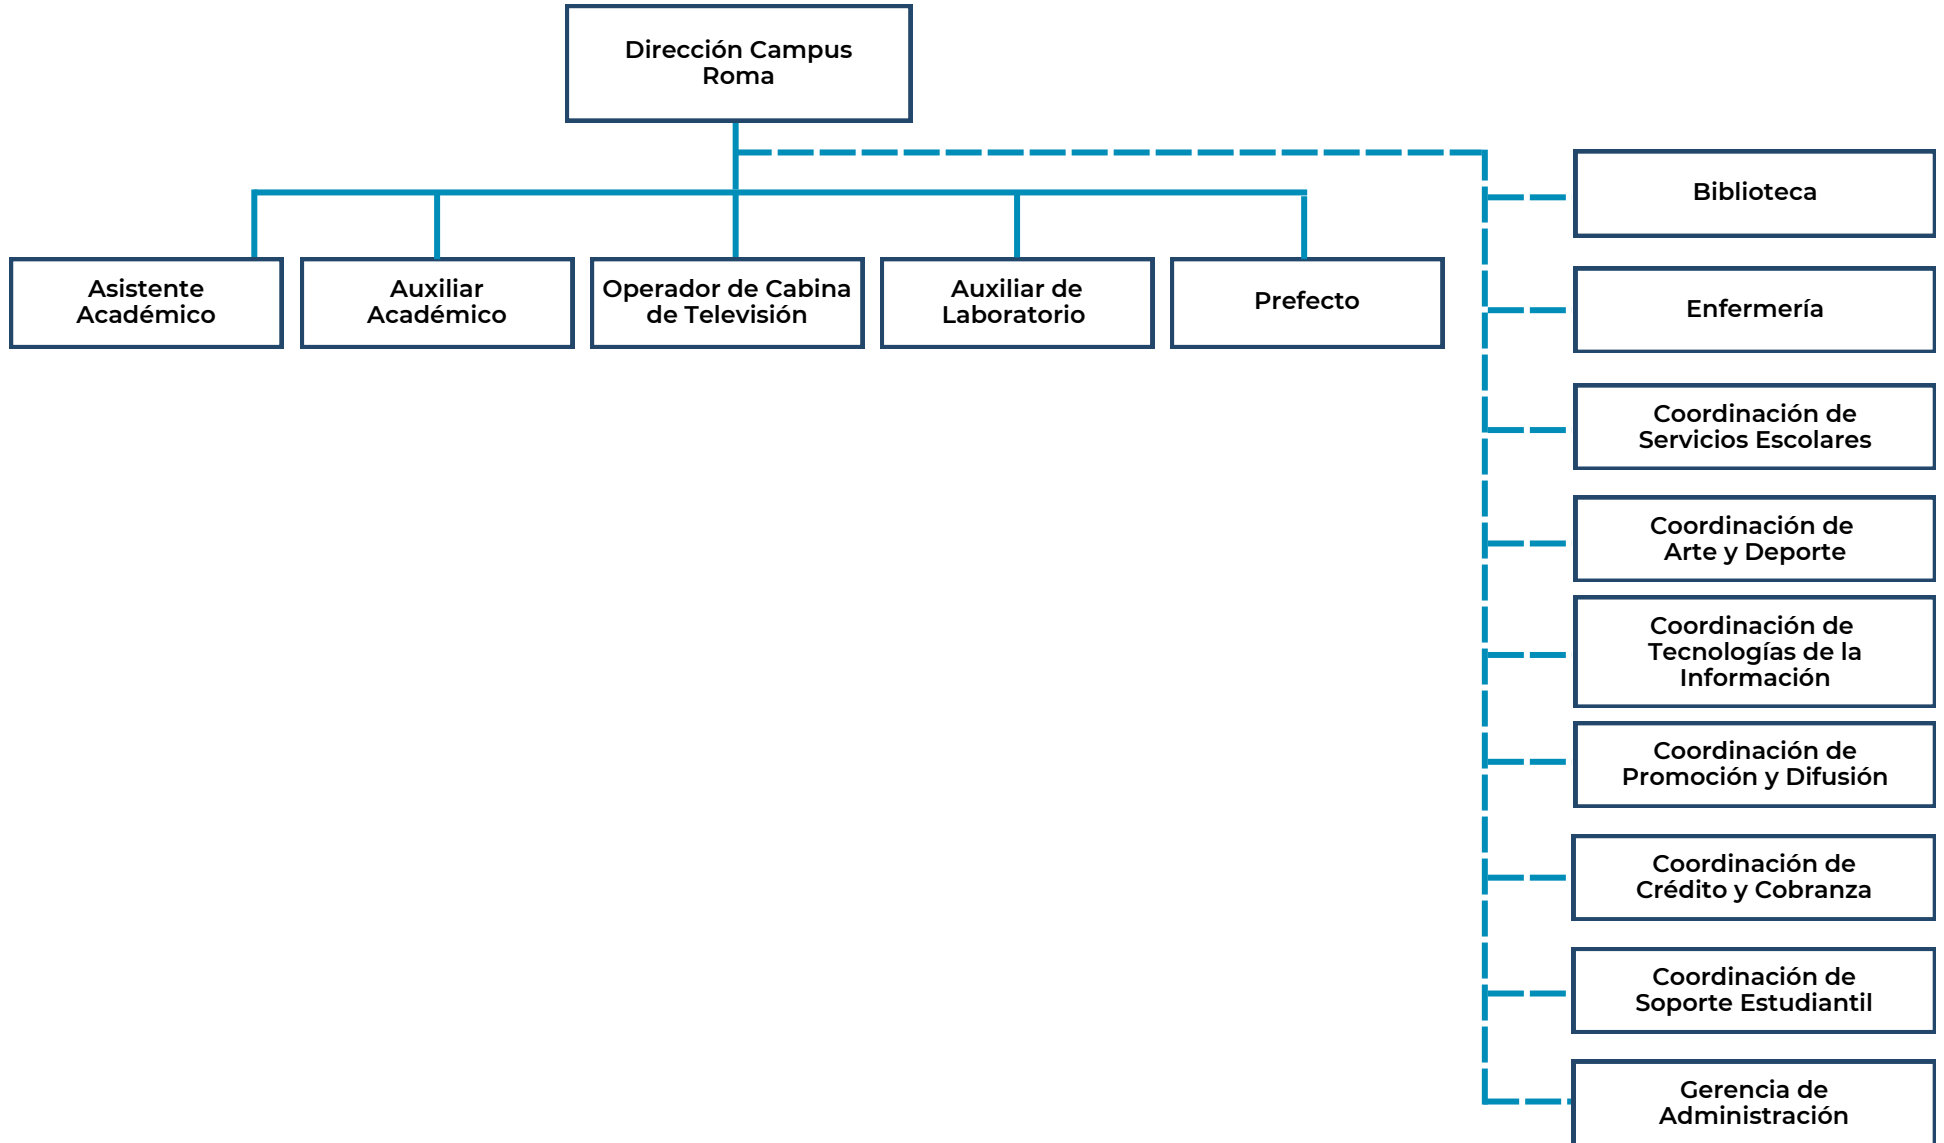 Dirección Campus
Roma
Asistente
Académico
Auxiliar
Académico
Operador de Cabina
de Televisión
Auxiliar de
Laboratorio
Prefecto
Biblioteca
Enfermería
Coordinación de
Servicios Escolares
Coordinación de
Arte y Deporte
Coordinación de
Tecnologías de la
Información
Coordinación de
Promoción y Difusión
Coordinación de
Crédito y Cobranza
Coordinación de
Soporte Estudiantil
Gerencia de
Administración